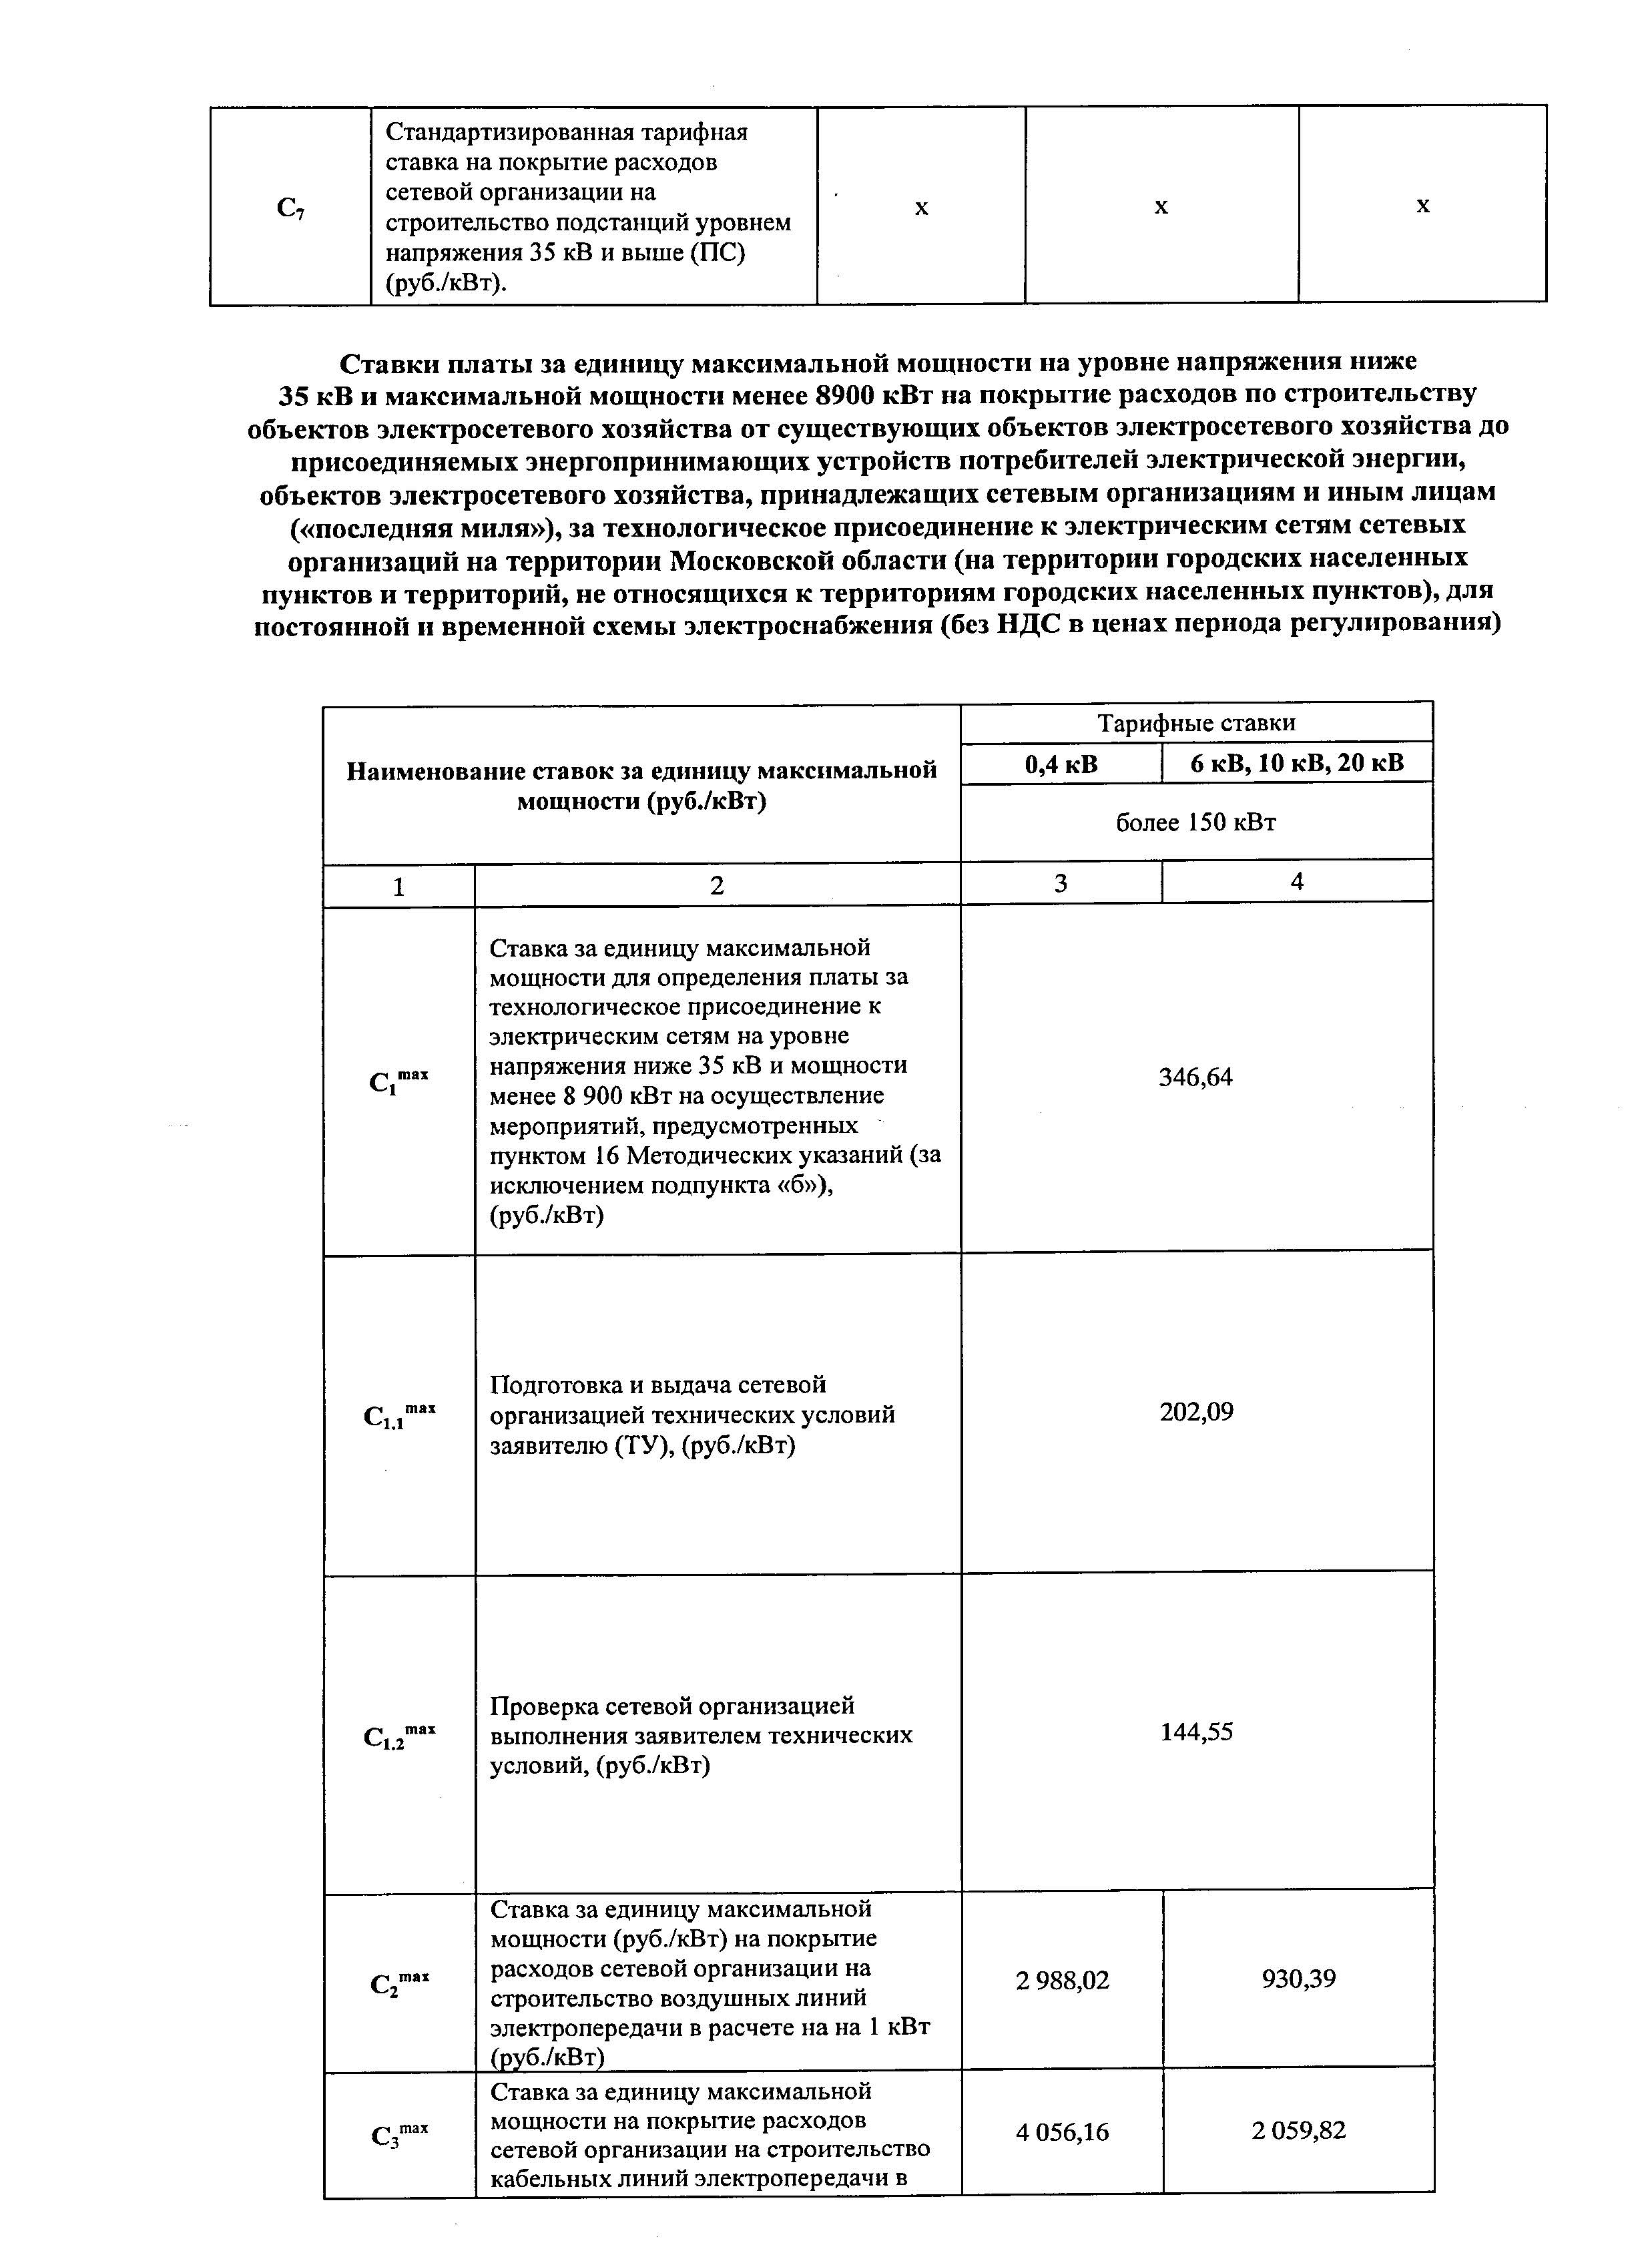 С7
Стандартизированная тарифная
ставка на покрытие расходов
сетевой организации на
строительство подстанций уровнем
напряжения 35 кВ и выше (ПС)
(руб./кВт).
х
х
х
Ставки платы за единицу максимальной мощности на уровне напряжения ниже
35 кВ и максимальной мощности менее 8900 кВт на покрытие расходов по строительству
объектов электросетевого хозяйства от существующих объектов электросетевого хозяйства до
присоединяемых энергопринимающих устройств потребителей электрической энергии,
объектов электросетевого хозяйства, принадлежащих сетевым организациям и иным лицам
(«последняя миля»), за технологическое присоединение к электрическим сетям сетевых
организаций на территории Московской области (на территории городских населенных
пунктов и территорий, не относящихся к территориям городских населенных пунктов), для
постоянной и временной схемы электроснабжения (без НДС в ценах периода регулирования)
Наименование ставок за единицу максимальной
мощности (руб./кВт)
Тарифные ставки
0,4 кВ
6 кВ, 10 кВ, 20 кВ
более 150 кВт
1
2
3
4
С1max
Ставка за единицу максимальной
мощности для определения платы за
технологическое присоединение к
электрическим сетям на уровне
напряжения ниже 35 кВ и мощности
менее 8 900 кВт на осуществление
мероприятий, предусмотренных
пунктом 16 Методических указаний (за
исключением подпункта «б»),
(руб./кВт)
346,64
С1.1max
Подготовка и выдача сетевой
организацией технических условий
заявителю (ТУ), (руб./кВт)
202,09
С1.2max
Проверка сетевой организацией
выполнения заявителем технических
условий, (руб./кВт)
144,55
С2max
Ставка за единицу максимальной
мощности (руб./кВт) на покрытие
расходов сетевой организации на
строительство воздушных линий
электропередачи в расчете на на 1 кВт
(руб./кВт)
2 988,02
930,39
С3max
Ставка за единицу максимальной
мощности на покрытие расходов
сетевой организации на строительство
кабельных линий электропередачи в
4 056,16
2 059,82